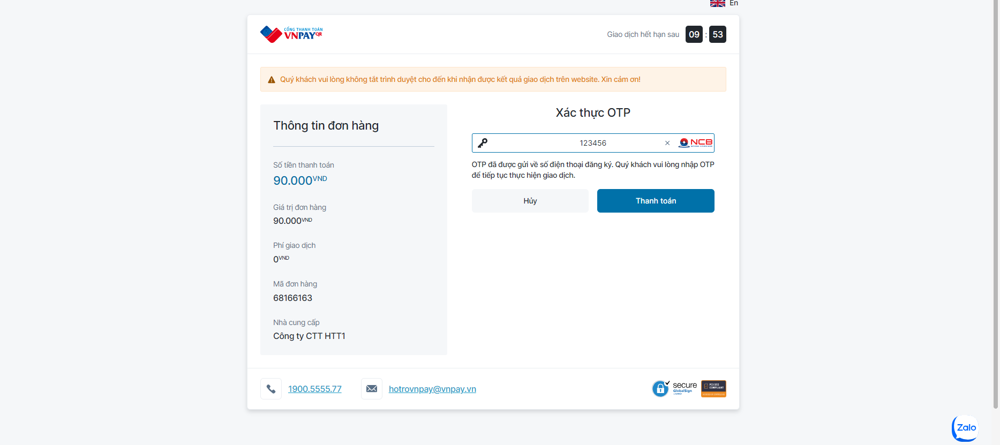 En
CỔNG THANH TOÁN
VNPAYQR
Giao dịch hết hạn sau 09 : 53
Quý khách vui lòng không tắt trình duyệt cho đến khi nhận được kết quả giao dịch trên website. Xin cảm ơn!
Thông tin đơn hàng
Số tiền thanh toán
90.000VND
Giá trị đơn hàng
90.000VND
Phí giao dịch
0VND
Mã đơn hàng
68166163
Nhà cung cấp
Công ty CTT HTT1
Xác thực OTP
123456 × NCB
OTP đã được gửi về số điện thoại đăng ký. Quý khách vui lòng nhập OTP
để tiếp tục thực hiện giao dịch.
Hủy
Thanh toán
1900.5555.77
hotrovnpay@vnpay.vn
secure
GlobalSign
PCI DSS
COMPLIANT
Zalo